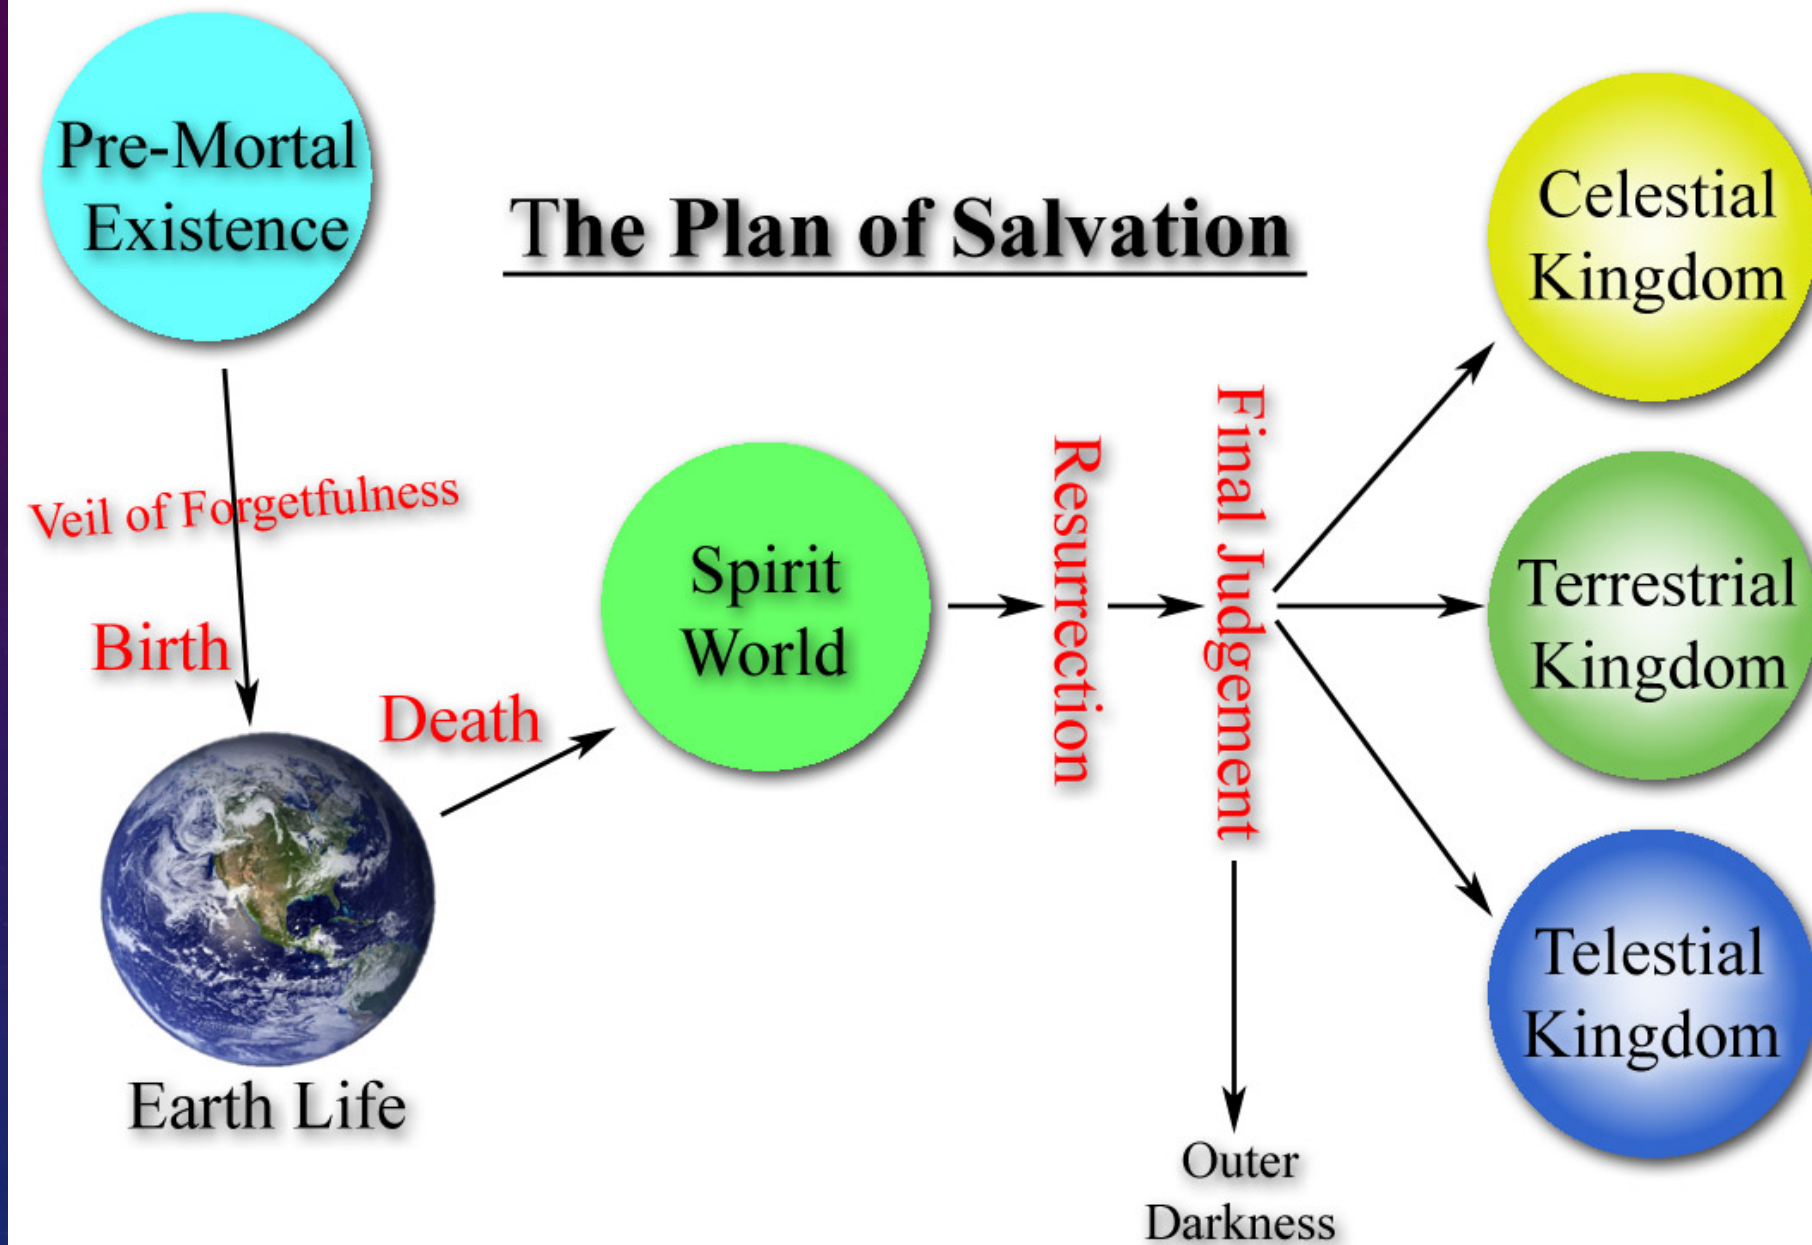 Pre-Mortal
Existence
The Plan of Salvation
Celestial
Kingdom
Veil of Forgetfulness
Birth
Death
Spirit
World
Resurrection
Final Judgement
Terrestrial
Kingdom
Telestial
Kingdom
Earth Life
Outer
Darkness